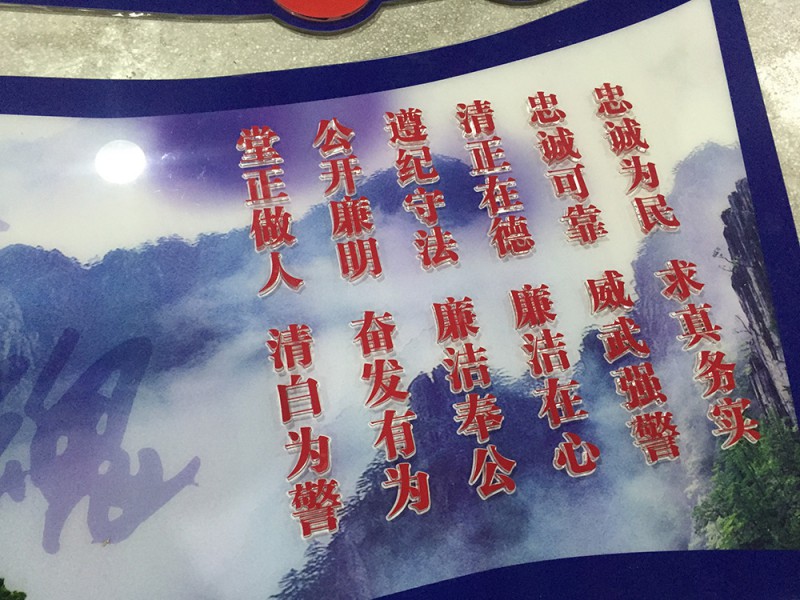 忠诚为民 求真务实
忠诚可靠 威武强警
清正在德 廉洁在心
遵纪守法 廉洁奉公
公开廉明 奋发有为
堂正做人 清白为警
魂